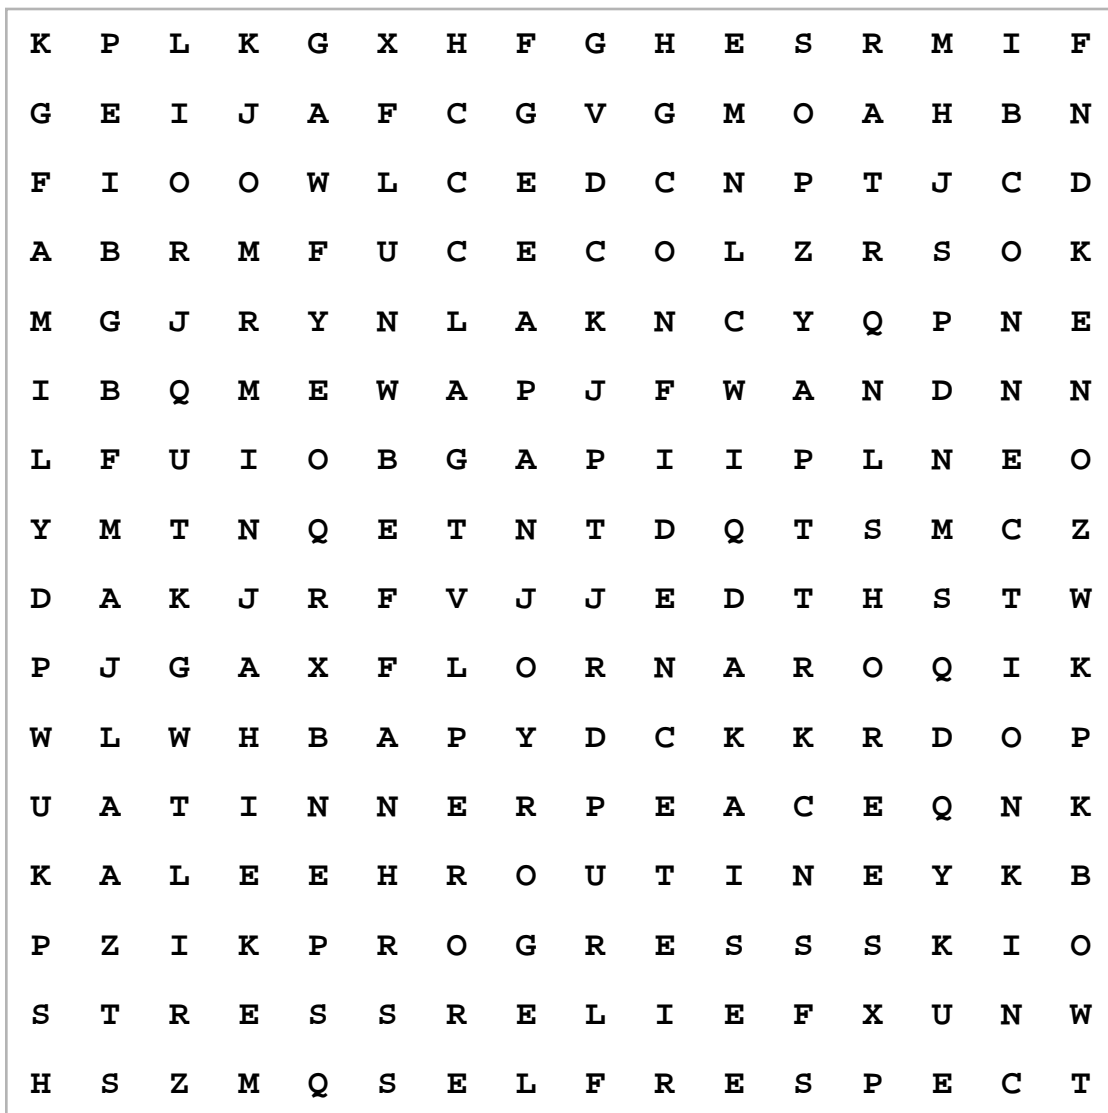 K P L K G X H F G H E S R M I F
G E I J A F C G V G M O A H B N
F I O O W L C E D C N P T J C D
A B R M F U C E C O L Z R S O K
M G J R Y N L A K N C Y Q P N E
I B Q M E W A P J F W A N D N N
L F U I O B G A P I I P L N E O
Y M T N Q E T N T D Q T S M C Z
D A K J R F V J J E D T H S T W
P J G A X F L O R N A R O Q I K
W L W H B A P Y D C K K R D O P
U A T I N N E R P E A C E Q N K
K A L E E H R O U T I N E Y K B
P Z I K P R O G R E S S S K I O
S T R E S S R E L I E F X U N W
H S Z M Q S E L F R E S P E C T